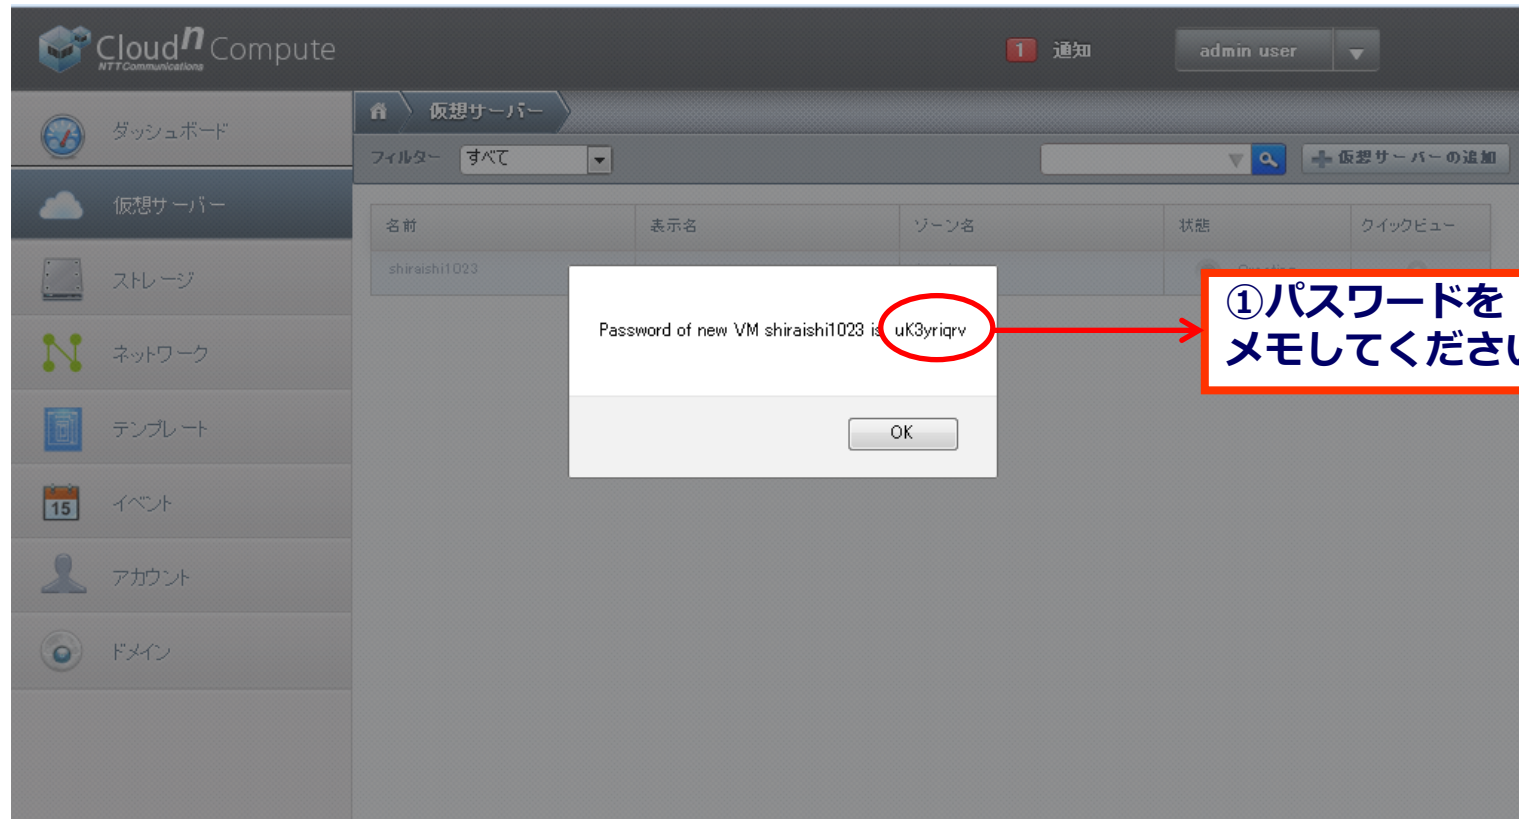 Cloudn Compute
NTT Communications
1 通知
admin user
ダッシュボード
仮想サーバー
ストレージ
ネットワーク
テンプレート
イベント
15
アカウント
ドメイン
仮想サーバー
フィルター すべて
仮想サーバーの追加
名前 表示名 ゾーン名 状態 クイックビュー
shiraishi1023
Password of new VM shiraishi1023 is uK3yriqrv
OK
①パスワードを
メモしてください